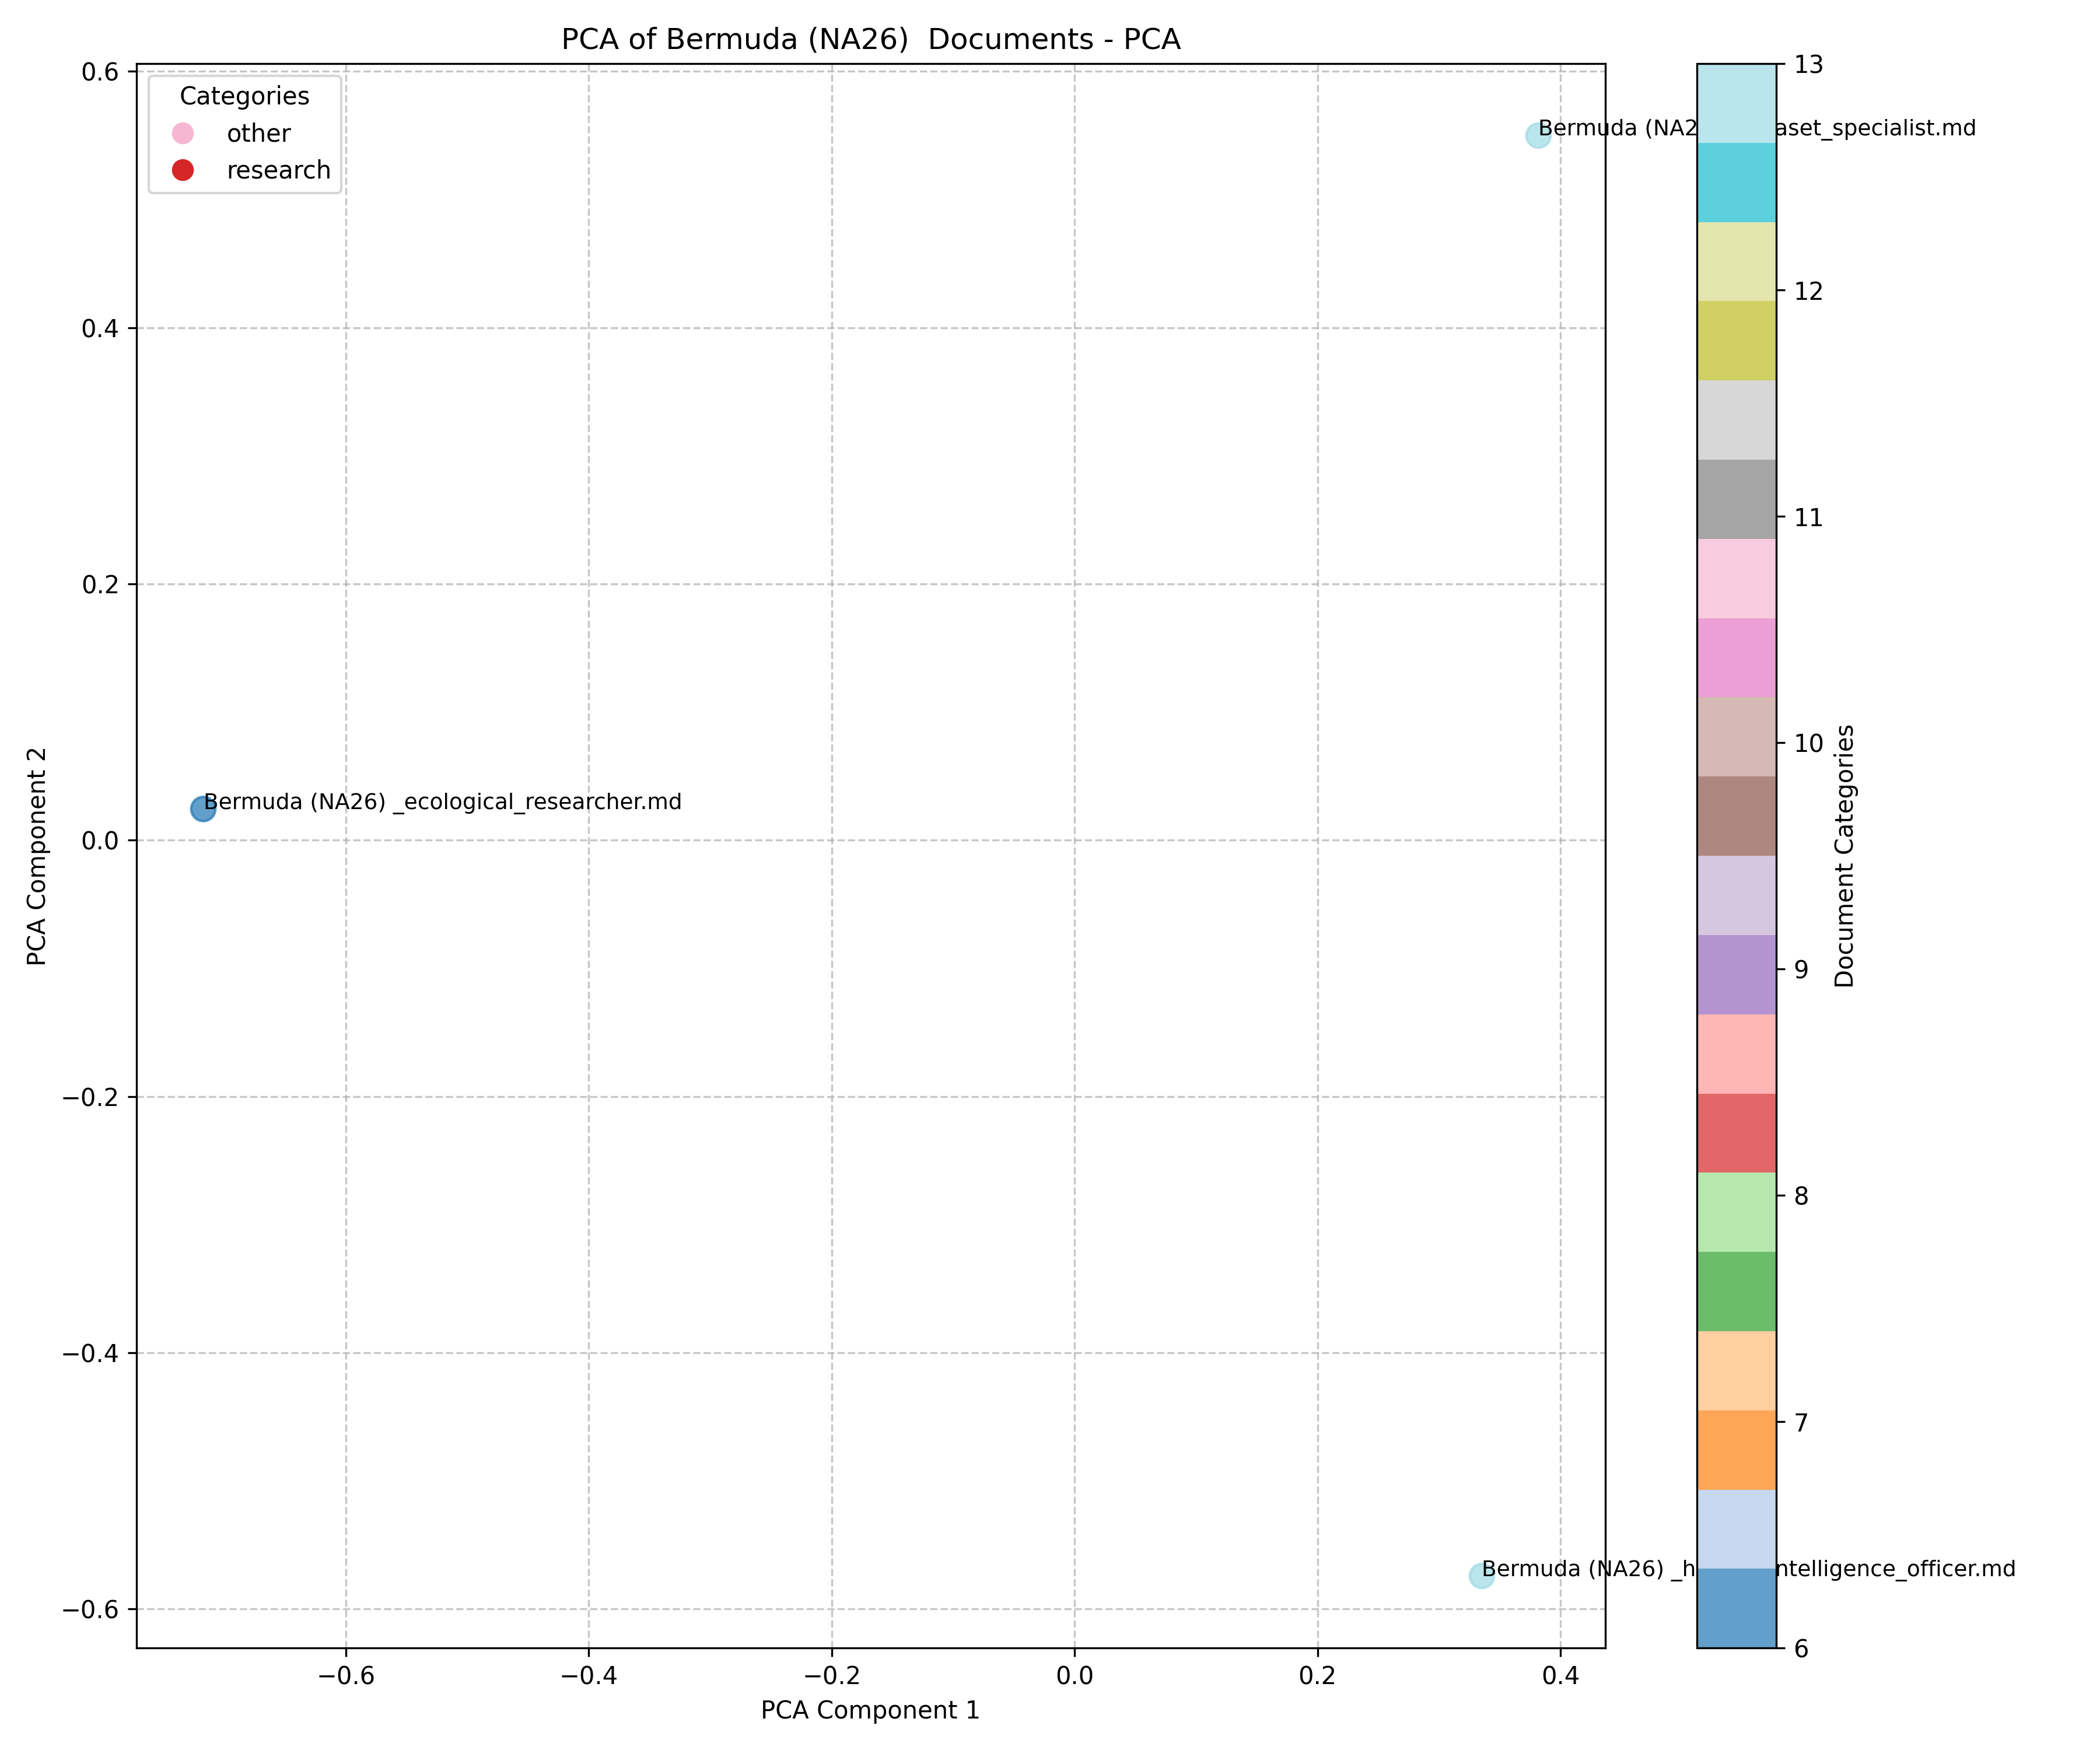 PCA of Bermuda (NA26)  Documents - PCA
Categories
other
research
Bermuda (NA2 aset_specialist.md
Bermuda (NA26) _ecological_researcher.md
Bermuda (NA26) _h ntelligence_officer.md
0.6
0.4
0.2
0.0
−0.2
−0.4
−0.6
PCA Component 2
−0.6
−0.4
−0.2
0.0
0.2
0.4
PCA Component 1
13
12
11
10
9
8
7
6
Document Categories